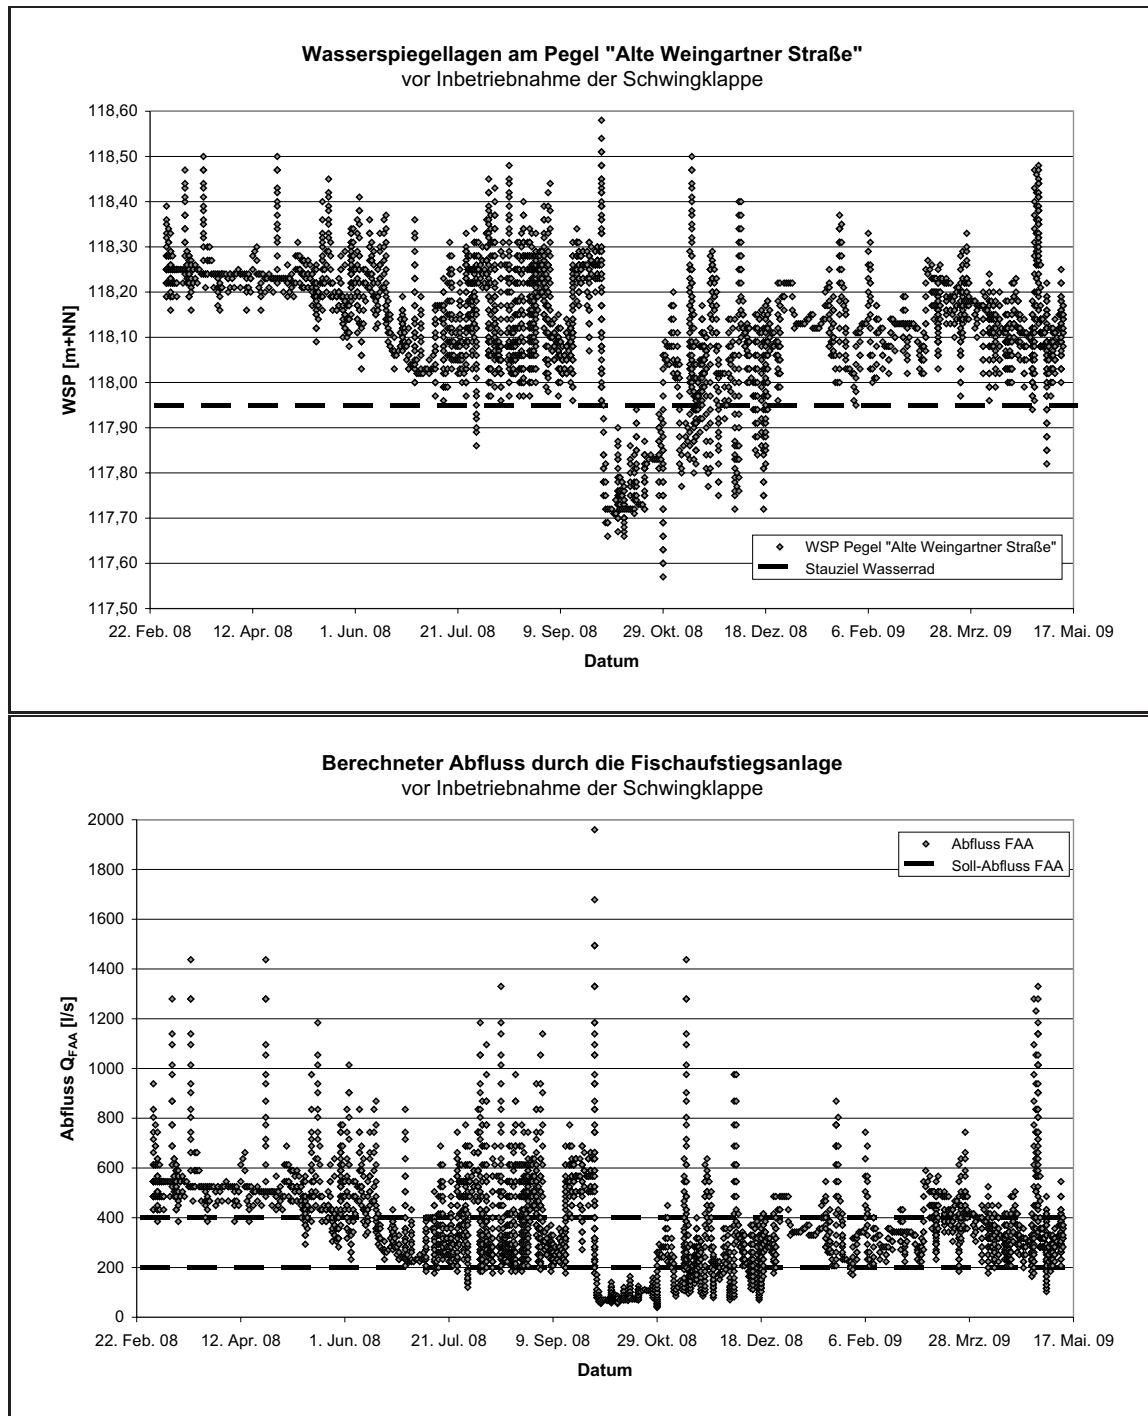 Wasserspiegellagen am Pegel "Alte Weingartner Straße"
vor Inbetriebnahme der Schwingklappe
118,60
118,50
118,40
118,30
118,20
118,10
118,00
117,90
117,80
117,70
117,60
117,50
WSP [m+NN]
WSP Pegel "Alte Weingartner Straße"
Stauziel Wasserrad
22. Feb. 08 12. Apr. 08 1. Jun. 08 21. Jul. 08 9. Sep. 08 29. Okt. 08 18. Dez. 08 6. Feb. 09 28. Mrz. 09 17. Mai. 09
Datum
Berechneter Abfluss durch die Fischaufstiegsanlage
vor Inbetriebnahme der Schwingklappe
2000
1800
1600
1400
1200
1000
800
600
400
200
0
Abfluss QFAA [l/s]
Abfluss FAA
Soll-Abfluss FAA
22. Feb. 08 12. Apr. 08 1. Jun. 08 21. Jul. 08 9. Sep. 08 29. Okt. 08 18. Dez. 08 6. Feb. 09 28. Mrz. 09 17. Mai. 09
Datum